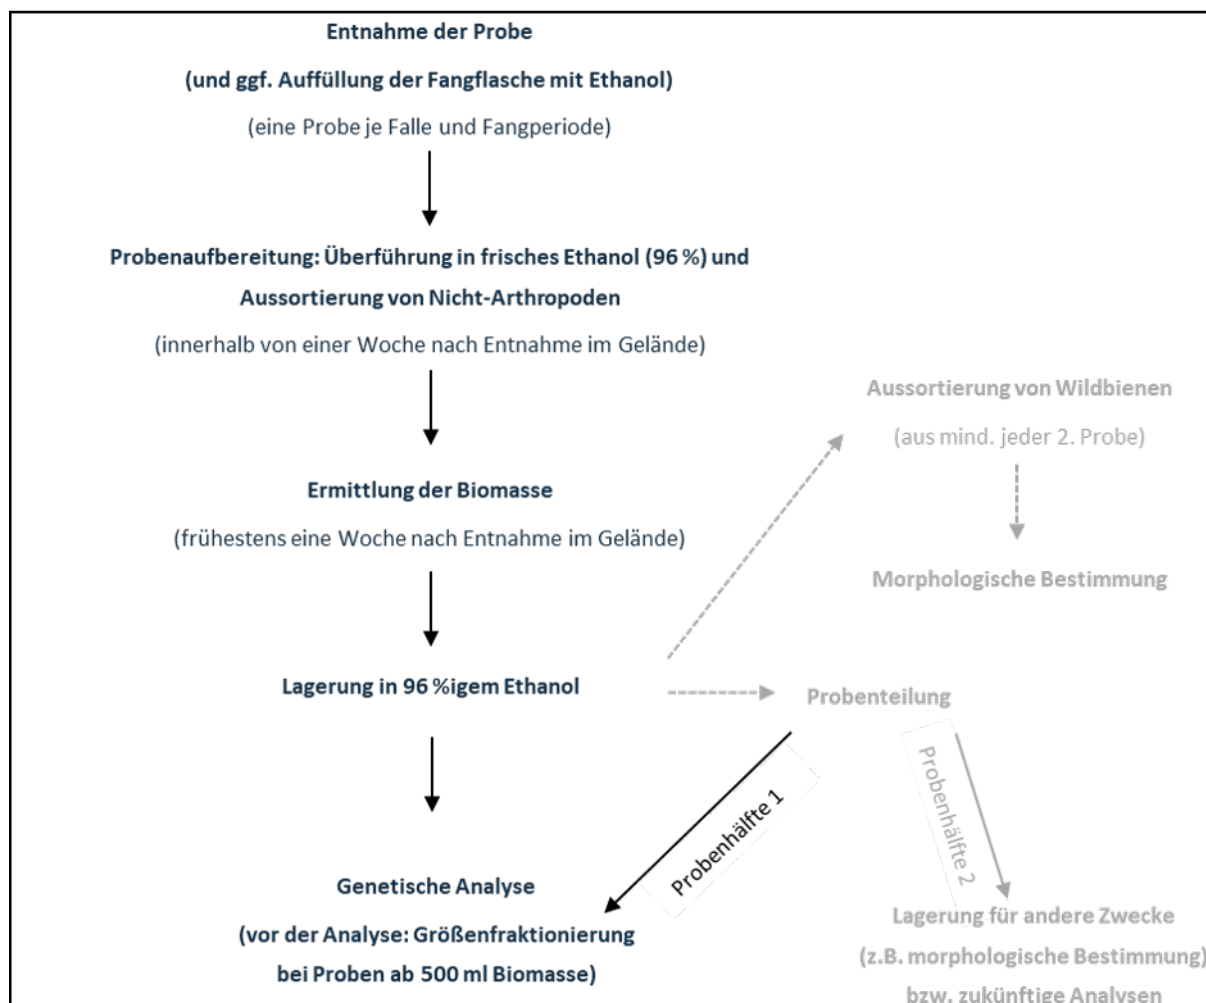 Entnahme der Probe
(und ggf. Auffüllung der Fangflasche mit Ethanol)
(eine Probe je Falle und Fangperiode)
Probenaufbereitung: Überführung in frisches Ethanol (96 %) und
Aussortierung von Nicht-Arthropoden
(innerhalb von einer Woche nach Entnahme im Gelände)
Ermittlung der Biomasse
(frühestens eine Woche nach Entnahme im Gelände)
Lagerung in 96 %igem Ethanol
Aussortierung von Wildbienen
(aus mind. jeder 2. Probe)
Morphologische Bestimmung
Probenteilung
Probenhälfte 1
Probenhälfte 2
Genetische Analyse
(vor der Analyse: Größenfraktionierung
bei Proben ab 500 ml Biomasse)
Lagerung für andere Zwecke
(z.B. morphologische Bestimmung)
bzw. zukünftige Analysen